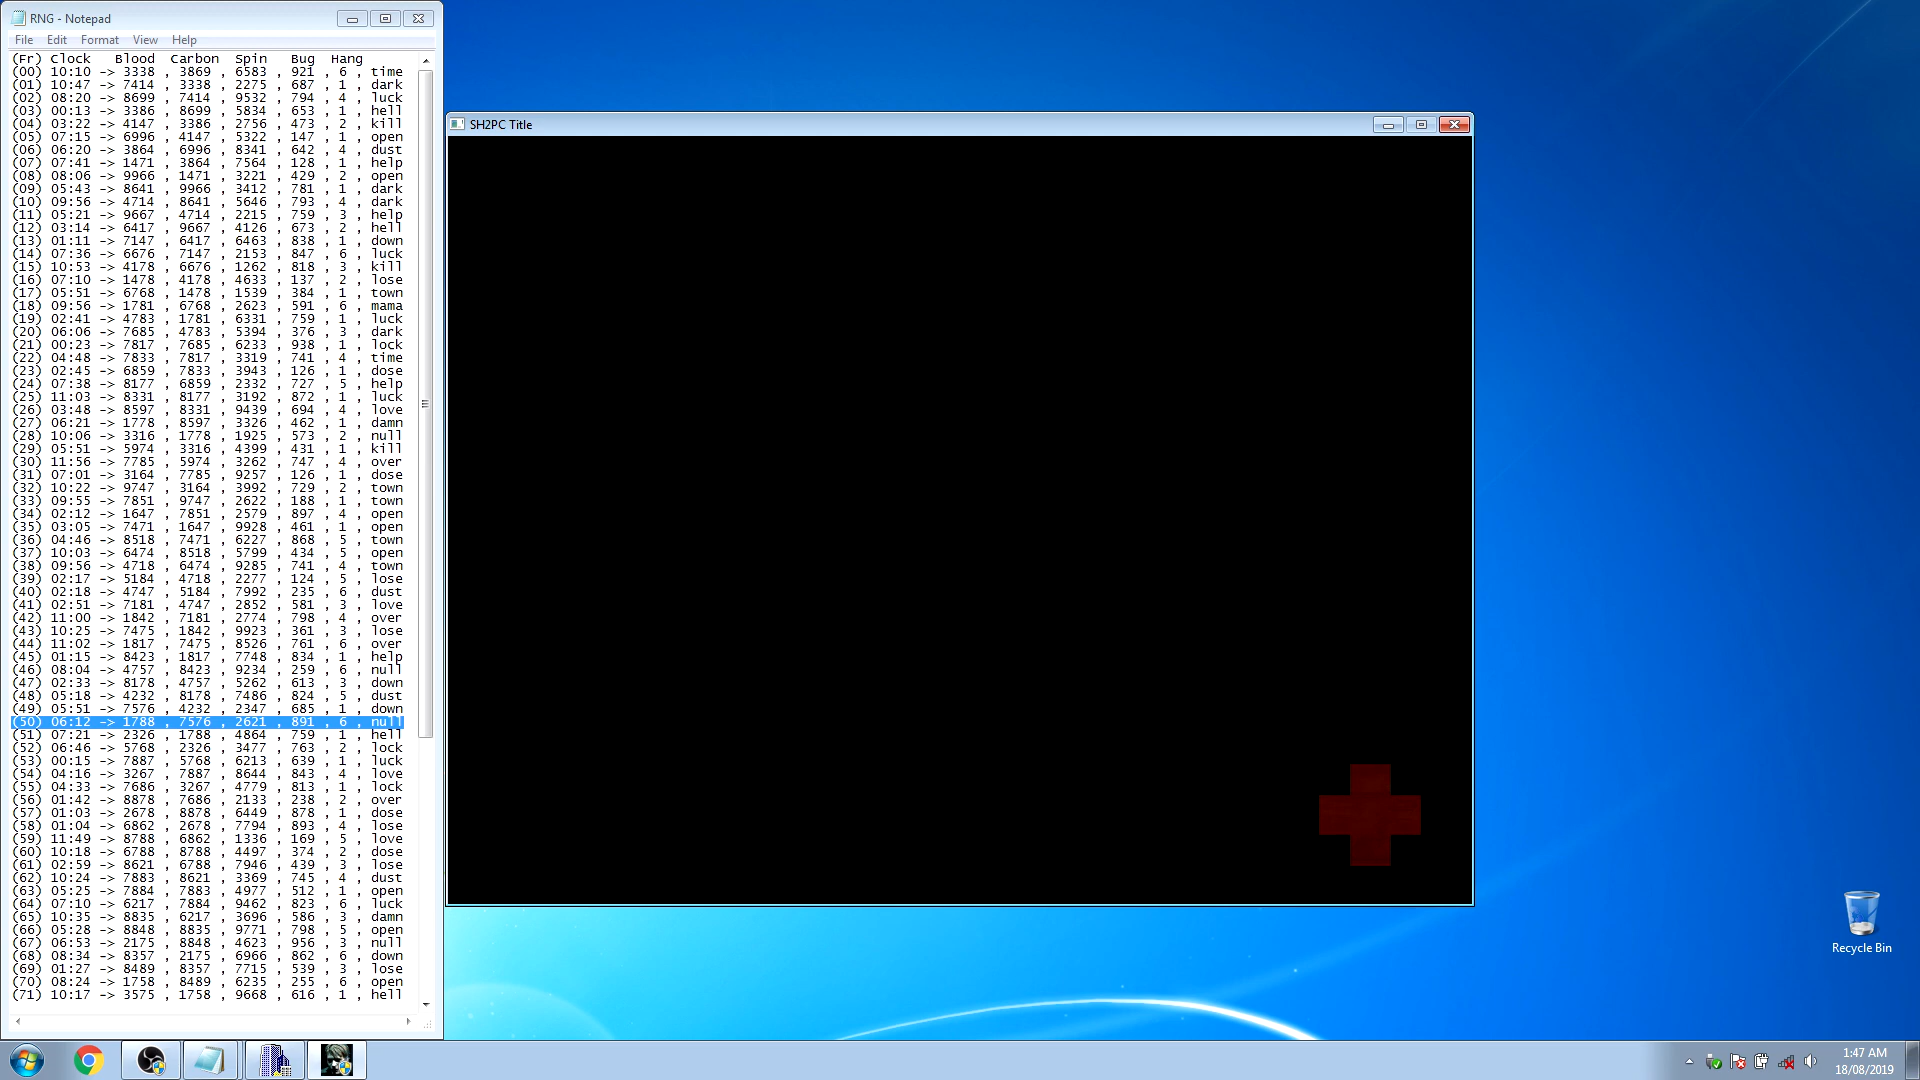 RNG - Notepad
File Edit Format View Help
(Fr) Clock Blood Carbon Spin Bug Hang
(00) 10:10 -> 3338 , 3869 , 6583 , 921 , 6 , time
(01) 10:47 -> 7414 , 3338 , 2275 , 687 , 1 , dark
(02) 08:20 -> 8699 , 7414 , 9532 , 794 , 4 , luck
(03) 00:13 -> 3386 , 8699 , 5834 , 653 , 1 , hell
(04) 03:22 -> 4147 , 3386 , 2756 , 473 , 2 , kill
(05) 07:15 -> 6996 , 4147 , 5322 , 147 , 1 , open
(06) 06:20 -> 3864 , 6996 , 8341 , 642 , 4 , dust
(07) 07:41 -> 1471 , 3864 , 7564 , 128 , 1 , help
(08) 08:06 -> 9966 , 1471 , 3221 , 429 , 2 , open
(09) 05:43 -> 8641 , 9966 , 3412 , 781 , 1 , dark
(10) 09:56 -> 4714 , 8641 , 5646 , 793 , 4 , dark
(11) 05:21 -> 9667 , 4714 , 2215 , 759 , 3 , help
(12) 03:14 -> 6417 , 9667 , 4126 , 673 , 2 , hell
(13) 01:11 -> 7147 , 6417 , 6463 , 838 , 1 , down
(14) 07:36 -> 6676 , 7147 , 2153 , 847 , 6 , luck
(15) 10:53 -> 4178 , 6676 , 1262 , 818 , 3 , kill
(16) 07:10 -> 1478 , 4178 , 4633 , 137 , 2 , lose
(17) 05:51 -> 6768 , 1478 , 1539 , 384 , 1 , town
(18) 09:56 -> 1781 , 6768 , 2623 , 591 , 6 , mama
(19) 02:41 -> 4783 , 1781 , 6331 , 759 , 1 , luck
(20) 06:06 -> 7685 , 4783 , 5394 , 376 , 3 , dark
(21) 00:23 -> 7817 , 7685 , 6233 , 938 , 1 , lock
(22) 04:48 -> 7833 , 7817 , 3319 , 741 , 4 , time
(23) 02:45 -> 6859 , 7833 , 3943 , 126 , 1 , dose
(24) 07:38 -> 8177 , 6859 , 2332 , 727 , 5 , help
(25) 11:03 -> 8331 , 8177 , 3192 , 872 , 1 , luck
(26) 03:48 -> 8597 , 8331 , 9439 , 694 , 4 , love
(27) 06:21 -> 1778 , 8597 , 3326 , 462 , 1 , damn
(28) 10:06 -> 3316 , 1778 , 1925 , 573 , 2 , null
(29) 05:51 -> 5974 , 3316 , 4399 , 431 , 1 , kill
(30) 11:56 -> 7785 , 5974 , 3262 , 747 , 4 , over
(31) 07:01 -> 3164 , 7785 , 9257 , 126 , 1 , dose
(32) 10:22 -> 9747 , 3164 , 3992 , 729 , 2 , town
(33) 09:55 -> 7851 , 9747 , 2622 , 188 , 1 , town
(34) 02:12 -> 1647 , 7851 , 2579 , 897 , 4 , open
(35) 03:05 -> 7471 , 1647 , 9928 , 461 , 1 , open
(36) 04:46 -> 8518 , 7471 , 6227 , 868 , 5 , town
(37) 10:03 -> 6474 , 8518 , 5799 , 434 , 5 , open
(38) 09:56 -> 4718 , 6474 , 9285 , 741 , 4 , town
(39) 02:17 -> 5184 , 4718 , 2277 , 124 , 5 , lose
(40) 02:18 -> 4747 , 5184 , 7992 , 235 , 6 , dust
(41) 02:51 -> 7181 , 4747 , 2852 , 581 , 3 , love
(42) 11:00 -> 1842 , 7181 , 2774 , 798 , 4 , over
(43) 10:25 -> 7475 , 1842 , 9923 , 361 , 3 , lose
(44) 11:02 -> 1817 , 7475 , 8526 , 761 , 6 , over
(45) 01:15 -> 8423 , 1817 , 7748 , 834 , 1 , help
(46) 08:04 -> 4757 , 8423 , 9234 , 259 , 6 , null
(47) 02:33 -> 8178 , 4757 , 5262 , 613 , 3 , down
(48) 05:18 -> 4232 , 8178 , 7486 , 824 , 5 , dust
(49) 05:51 -> 7576 , 4232 , 2347 , 685 , 1 , down
(50) 06:12 -> 1788 , 7576 , 2621 , 891 , 6 , null
(51) 07:21 -> 2326 , 1788 , 4864 , 759 , 1 , hell
(52) 06:46 -> 5768 , 2326 , 3477 , 763 , 2 , lock
(53) 00:15 -> 7887 , 5768 , 6213 , 639 , 1 , luck
(54) 04:16 -> 3267 , 7887 , 8644 , 843 , 4 , love
(55) 04:33 -> 7686 , 3267 , 4779 , 813 , 1 , lock
(56) 01:42 -> 8878 , 7686 , 2133 , 238 , 2 , over
(57) 01:03 -> 2678 , 8878 , 6449 , 878 , 1 , dose
(58) 01:04 -> 6862 , 2678 , 7794 , 893 , 4 , lose
(59) 11:49 -> 8788 , 6862 , 1336 , 169 , 5 , love
(60) 10:18 -> 6788 , 8788 , 4497 , 374 , 2 , dose
(61) 02:59 -> 8621 , 6788 , 7946 , 439 , 3 , lose
(62) 10:24 -> 7883 , 8621 , 3369 , 745 , 4 , dust
(63) 05:25 -> 7884 , 7883 , 4977 , 512 , 1 , open
(64) 07:10 -> 6217 , 7884 , 9462 , 823 , 6 , luck
(65) 10:35 -> 8835 , 6217 , 3696 , 586 , 3 , damn
(66) 05:28 -> 8848 , 8835 , 9771 , 798 , 5 , open
(67) 06:53 -> 2175 , 8848 , 4623 , 956 , 3 , null
(68) 08:34 -> 8357 , 2175 , 6966 , 862 , 6 , down
(69) 01:27 -> 8489 , 8357 , 7715 , 539 , 3 , lose
(70) 08:24 -> 1758 , 8489 , 6235 , 255 , 6 , open
(71) 10:17 -> 3575 , 1758 , 9668 , 616 , 1 , hell
SH2PC Title
Recycle Bin
1:47 AM
18/08/2019